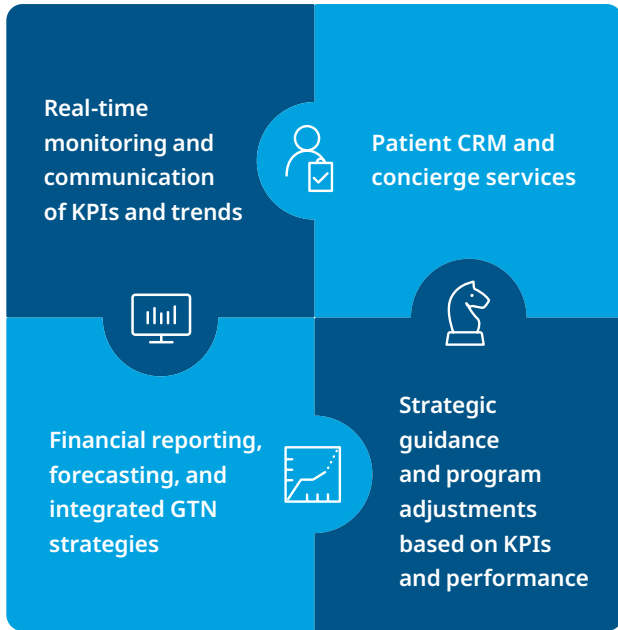 Real-time
monitoring and
communication
of KPIs and trends
Patient CRM and
concierge services
Financial reporting,
forecasting, and
integrated GTN
strategies
Strategic
guidance
and program
adjustments
based on KPIs
and performance